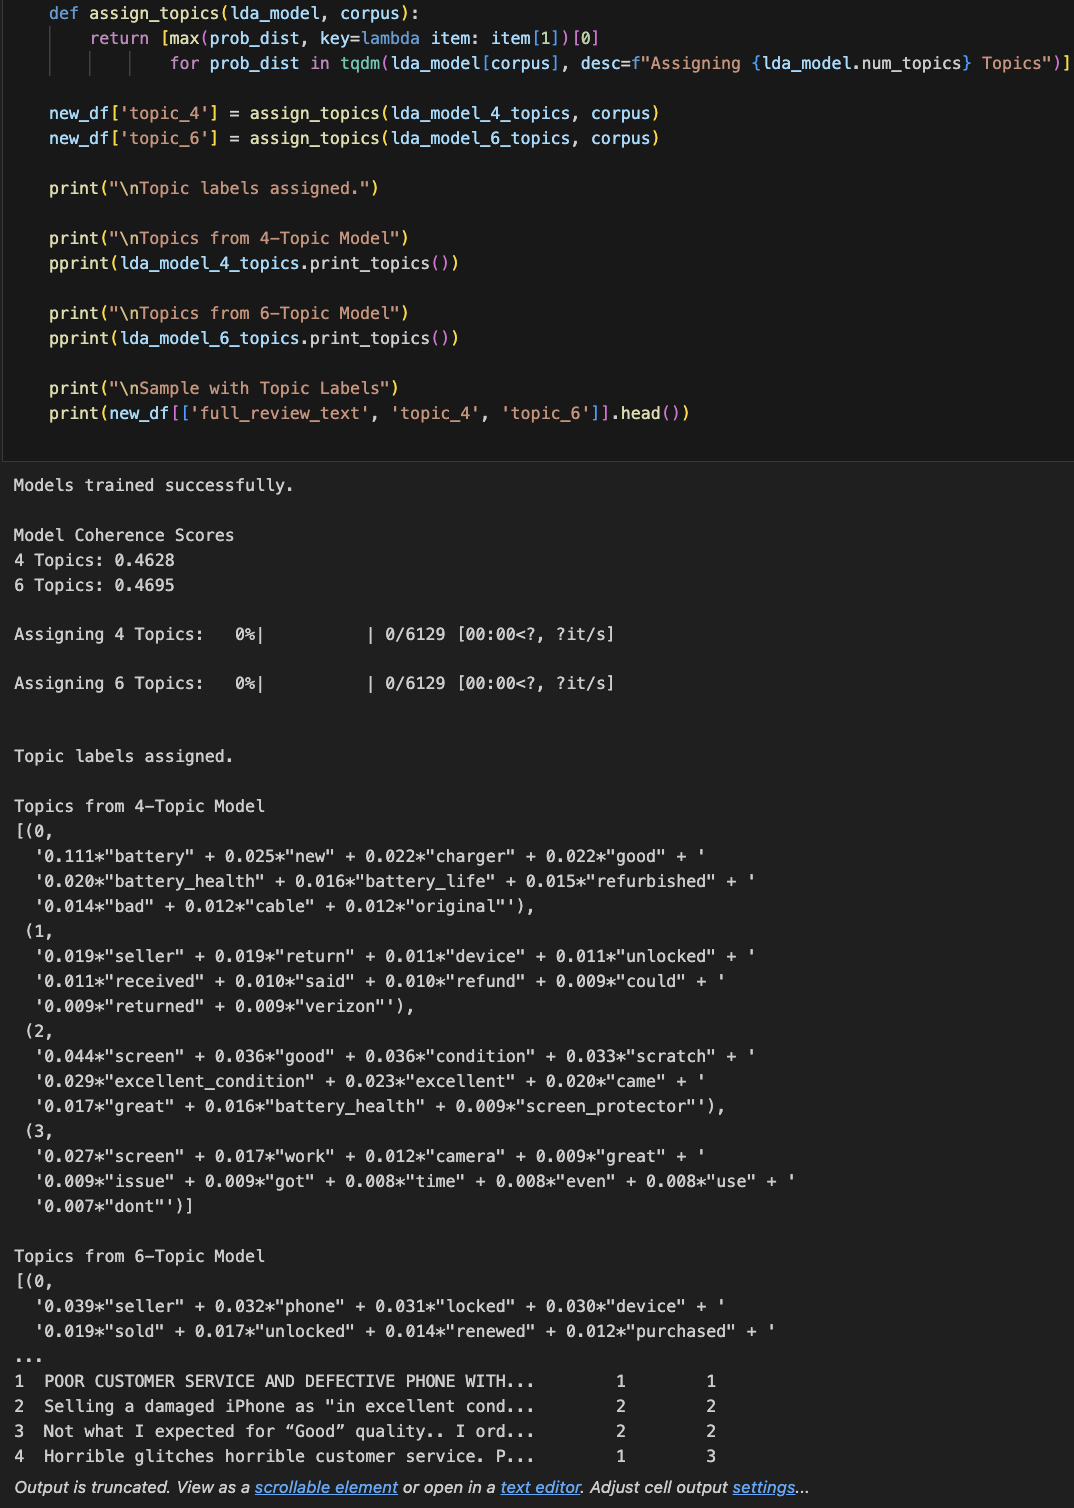 def assign_topics(lda_model, corpus):
    return [max(prob_dist, key=lambda item: item[1])[0]
            for prob_dist in tqdm(lda_model[corpus], desc=f"Assigning {lda_model.num_topics} Topics")]

new_df['topic_4'] = assign_topics(lda_model_4_topics, corpus)
new_df['topic_6'] = assign_topics(lda_model_6_topics, corpus)

print("\nTopic labels assigned.")

print("\nTopics from 4-Topic Model")
pprint(lda_model_4_topics.print_topics())

print("\nTopics from 6-Topic Model")
pprint(lda_model_6_topics.print_topics())

print("\nSample with Topic Labels")
print(new_df[['full_review_text', 'topic_4', 'topic_6']].head())

Models trained successfully.

Model Coherence Scores
4 Topics: 0.4628
6 Topics: 0.4695

Assigning 4 Topics:   0%|          | 0/6129 [00:00<?, ?it/s]

Assigning 6 Topics:   0%|          | 0/6129 [00:00<?, ?it/s]

Topic labels assigned.

Topics from 4-Topic Model
[(0,
  '0.111*"battery" + 0.025*"new" + 0.022*"charger" + 0.022*"good" + '
  '0.020*"battery_health" + 0.016*"battery_life" + 0.015*"refurbished" + '
  '0.014*"bad" + 0.012*"cable" + 0.012*"original"'),
 (1,
  '0.019*"seller" + 0.019*"return" + 0.011*"device" + 0.011*"unlocked" + '
  '0.011*"received" + 0.010*"said" + 0.010*"refund" + 0.009*"could" + '
  '0.009*"returned" + 0.009*"verizon"'),
 (2,
  '0.044*"screen" + 0.036*"good" + 0.036*"condition" + 0.033*"scratch" + '
  '0.029*"excellent_condition" + 0.023*"excellent" + 0.020*"came" + '
  '0.017*"great" + 0.016*"battery_health" + 0.009*"screen_protector"'),
 (3,
  '0.027*"screen" + 0.017*"work" + 0.012*"camera" + 0.009*"great" + '
  '0.009*"issue" + 0.009*"got" + 0.008*"time" + 0.008*"even" + 0.008*"use" + '
  '0.007*"dont"')]

Topics from 6-Topic Model
[(0,
  '0.039*"seller" + 0.032*"phone" + 0.031*"locked" + 0.030*"device" + '
  '0.019*"sold" + 0.017*"unlocked" + 0.014*"renewed" + 0.012*"purchased" + '
...
1  POOR CUSTOMER SERVICE AND DEFECTIVE PHONE WITH...        1        1
2  Selling a damaged iPhone as "in excellent cond...        2        2
3  Not what I expected for “Good” quality.. I ord...        2        2
4  Horrible glitches horrible customer service. P...        1        3
Output is truncated. View as a scrollable element or open in a text editor. Adjust cell output settings...